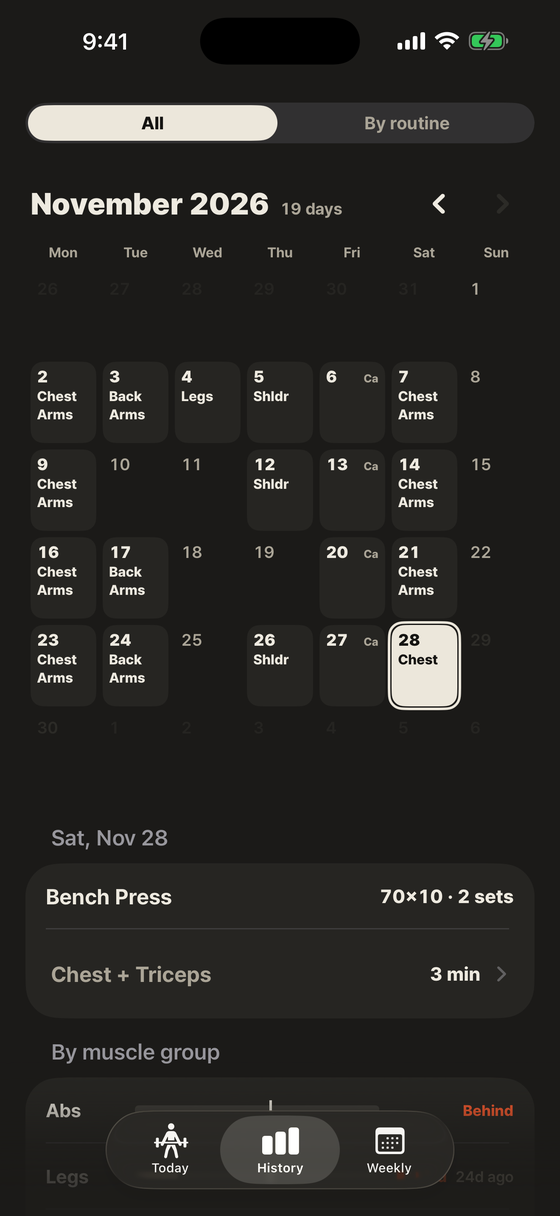 9:41
All
By routine
November 2026 19 days
Mon Tue Wed Thu Fri Sat Sun
26 27 28 29 30 31 1
2 3 4 5 6 Ca 7 8
Chest Back Legs Shldr Chest
Arms Arms Arms
9 10 11 12 13 Ca 14 15
Chest Shldr Chest
Arms Arms
16 17 18 19 20 Ca 21 22
Chest Back Chest
Arms Arms Arms
23 24 25 26 27 Ca 28 29
Chest Back Shldr Chest
Arms Arms
30 1 2 3 4 5 6
Sat, Nov 28
Bench Press 70×10 · 2 sets
Chest + Triceps 3 min
By muscle group
Abs Behind
Legs 24d ago
Today History Weekly